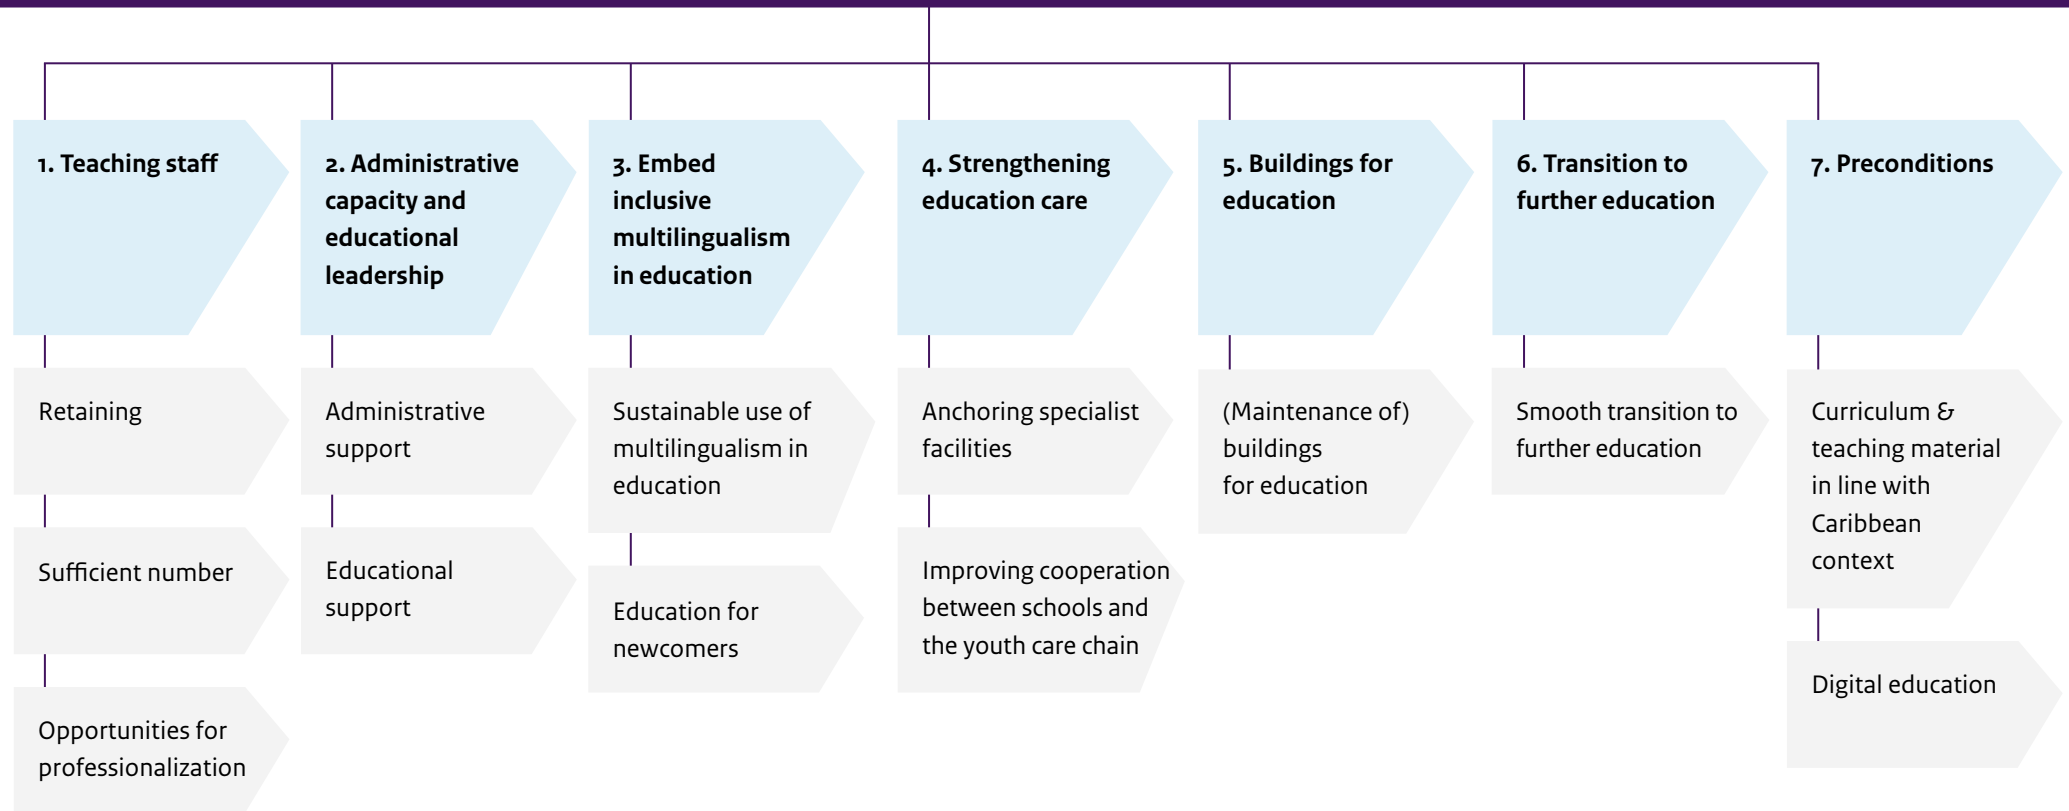 1. Teaching staff
Retaining
Sufficient number
Opportunities for
professionalization
2. Administrative
capacity and
educational
leadership
Administrative
support
Educational
support
3. Embed
inclusive
multilingualism
in education
Sustainable use of
multilingualism in
education
Education for
newcomers
4. Strengthening
education care
Anchoring specialist
facilities
Improving cooperation
between schools and
the youth care chain
5. Buildings for
education
(Maintenance of)
buildings
for education
6. Transition to
further education
Smooth transition to
further education
7. Preconditions
Curriculum &
teaching material
in line with
Caribbean
context
Digital education